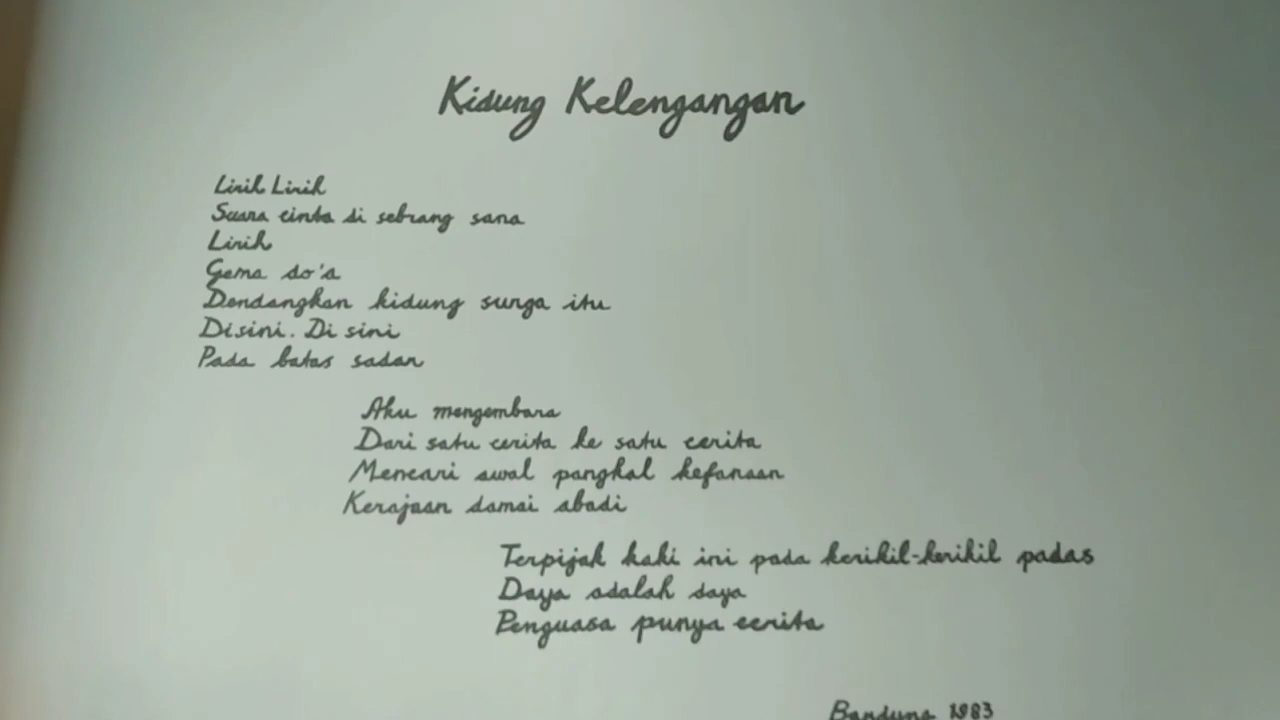 Kidung Kelengangan
Lirih Lirih
Suara cinta di sebrang sana
Lirih
Gema do'a
Dendangkan kidung surga itu
Disini. Di sini
Pada batas sadar
Aku mengembara
Dari satu cerita ke satu cerita
Mencari awal pangkal kefanaan
Kerajaan damai abadi
Terpijak kaki ini pada kerikil-kerikil padas
Daya adalah daya
Penguasa punya cerita
Bandung 1983